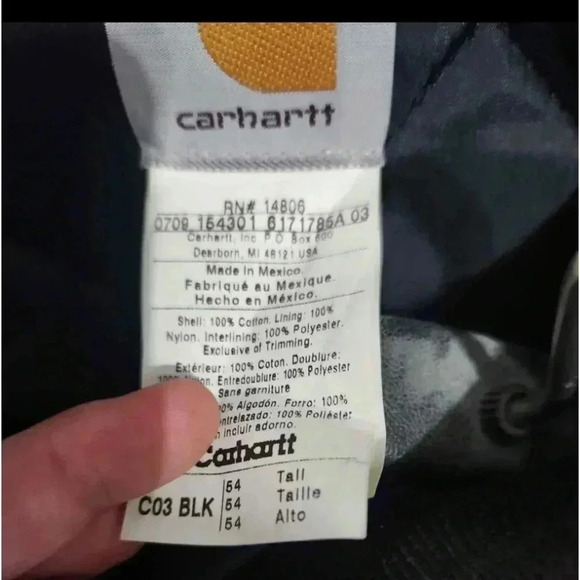 carhartt
RN# 14806
0709 154301 6171785A 03
Carhartt, Inc P.O. Box 600
Dearborn, MI 48121 USA
Made in Mexico.
Fabriqué au Mexique.
Hecho en México.
Shell: 100% Cotton. Lining: 100%
Nylon. Interlining: 100% Polyester.
Exclusive of Trimming.
Extérieur: 100% Coton. Doublure:
Entredoublure: 100% Polyester
Sans garniture
Algodón. Forro: 100%
100% Poliéster
incluir adorno.
Carhartt
C03 BLK
54 Tall
54 Taille
54 Alto